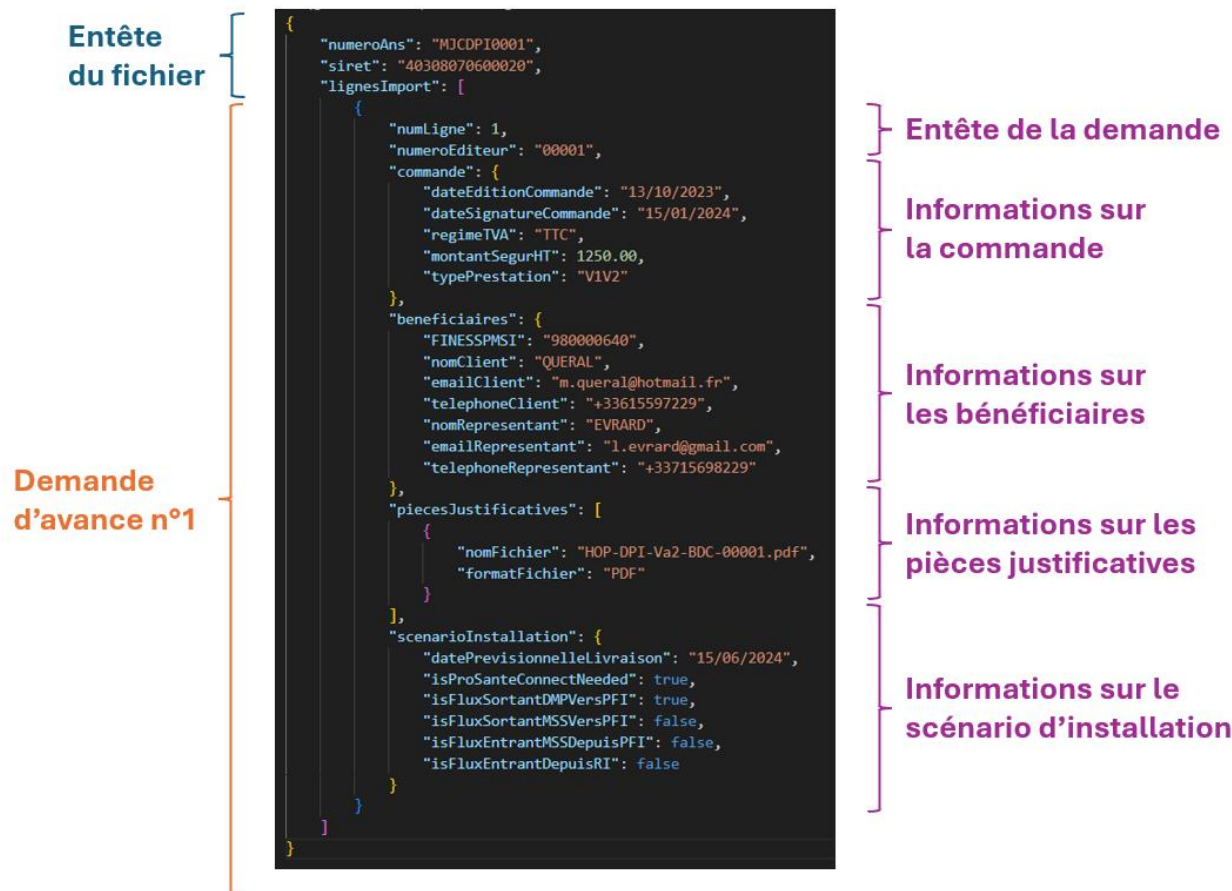 Entête
du fichier
Demande
d'avance n°1
{
"numeroAns": "MJCDPI0001",
"siret": "40308070600020",
"lignesImport": [
{
"numLigne": 1,
"numeroEditeur": "00001",
"commande": {
"dateEditionCommande": "13/10/2023",
"dateSignatureCommande": "15/01/2024",
"regimeTVA": "TTC",
"montantSegurHT": 1250.00,
"typePrestation": "V1V2"
},
"beneficiaires": {
"FINESSPMSI": "980000640",
"nomClient": "QUERAL",
"emailClient": "m.queral@hotmail.fr",
"telephoneClient": "+33615597229",
"nomRepresentant": "EVRARD",
"emailRepresentant": "l.evrard@gmail.com",
"telephoneRepresentant": "+33715698229"
},
"piecesJustificatives": [
{
"nomFichier": "HOP-DPI-Va2-BDC-00001.pdf",
"formatFichier": "PDF"
}
],
"scenarioInstallation": {
"datePrevisionnelleLivraison": "15/06/2024",
"isProSanteConnectNeeded": true,
"isFluxSortantDMPVersPFI": true,
"isFluxSortantMSSVersPFI": false,
"isFluxEntrantMSSDepuisPFI": false,
"isFluxEntrantDepuisRI": false
}
}
]
}
Entête de la demande
Informations sur
la commande
Informations sur
les bénéficiaires
Informations sur les
pièces justificatives
Informations sur le
scénario d'installation